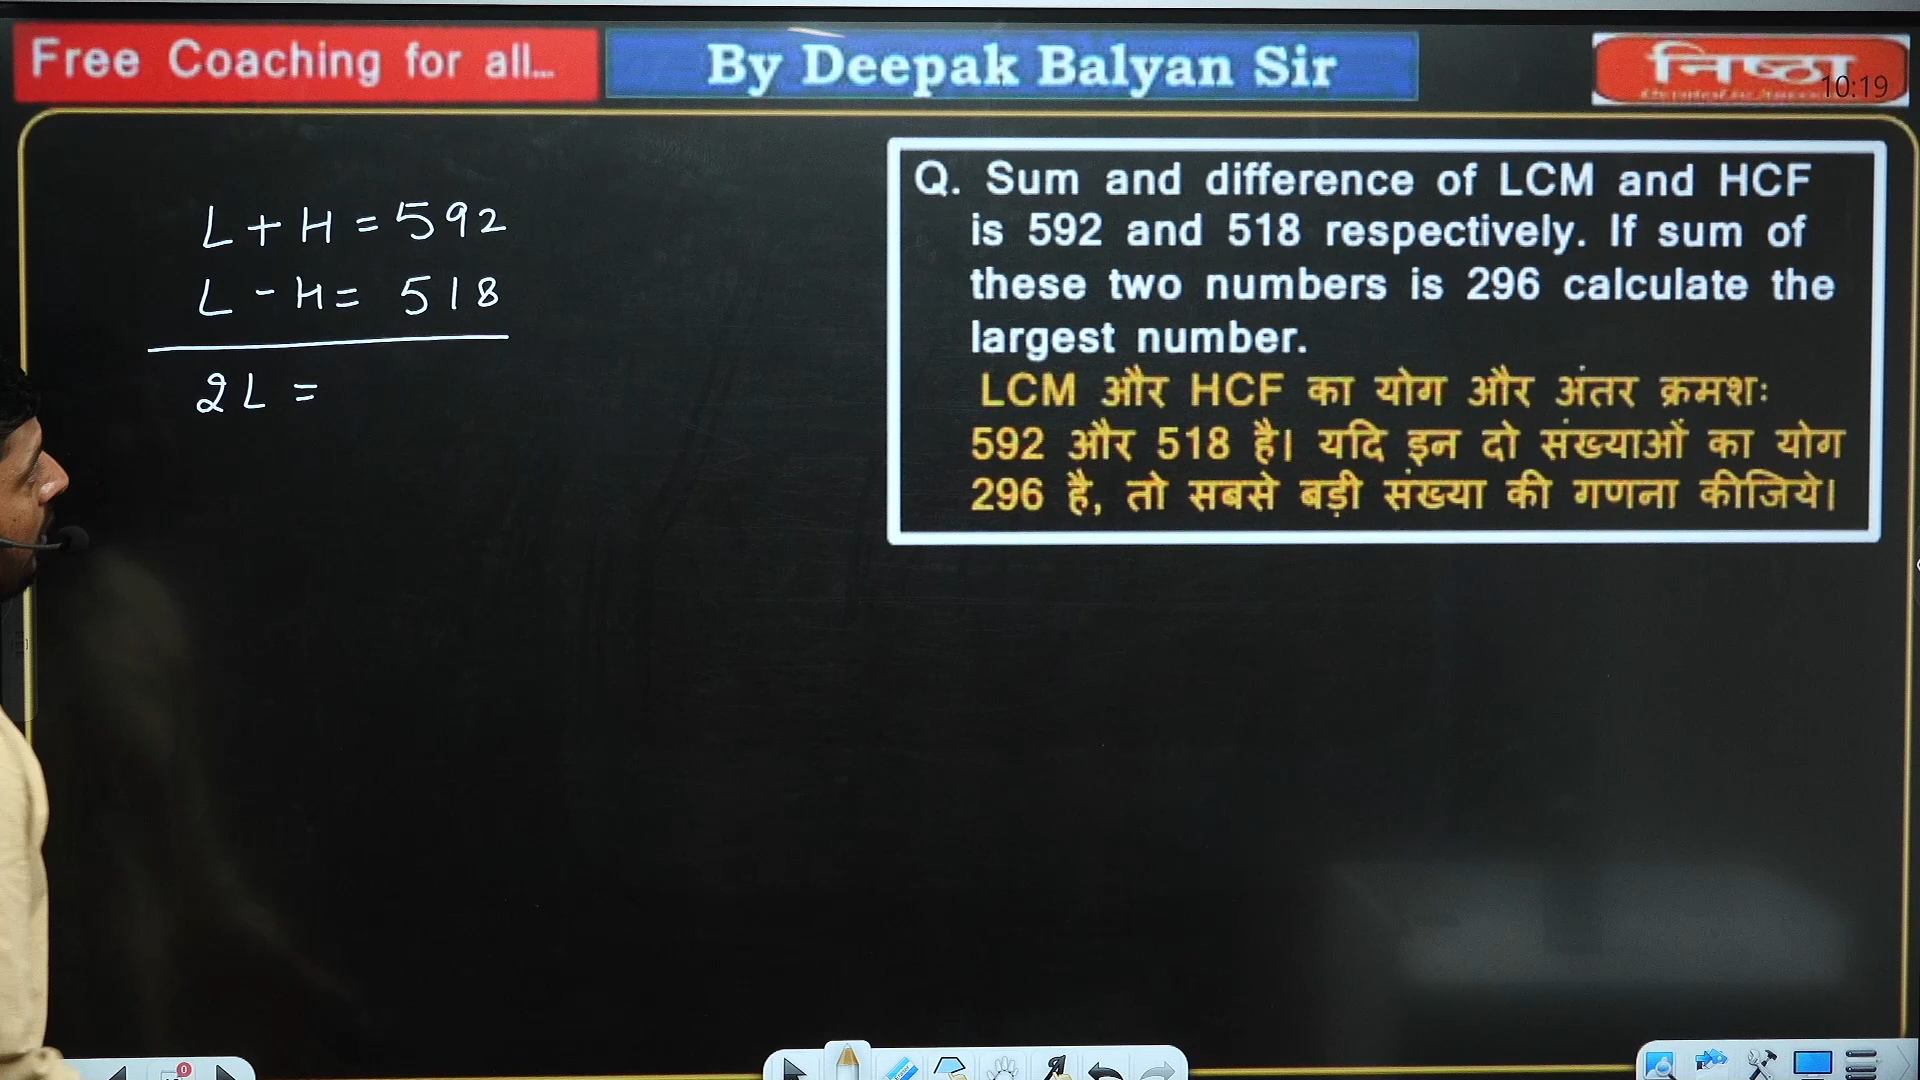 Free Coaching for all...
By Deepak Balyan Sir
निष्ठा
10:19
L + H = 592
L - H = 518
2L =
Q. Sum and difference of LCM and HCF
is 592 and 518 respectively. If sum of
these two numbers is 296 calculate the
largest number.
LCM और HCF का योग और अंतर क्रमशः
592 और 518 है। यदि इन दो संख्याओं का योग
296 है, तो सबसे बड़ी संख्या की गणना कीजिये।
0